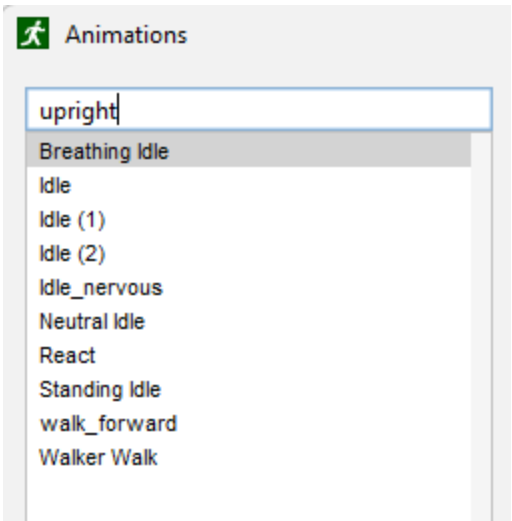 Animations
upright
Breathing Idle
Idle
Idle (1)
Idle (2)
Idle_nervous
Neutral Idle
React
Standing Idle
walk_forward
Walker Walk